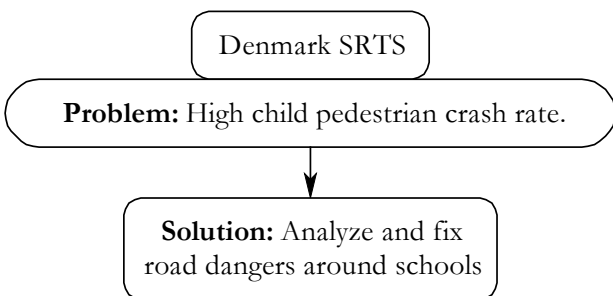 Denmark SRTS
Problem: High child pedestrian crash rate.
Solution: Analyze and fix
road dangers around schools